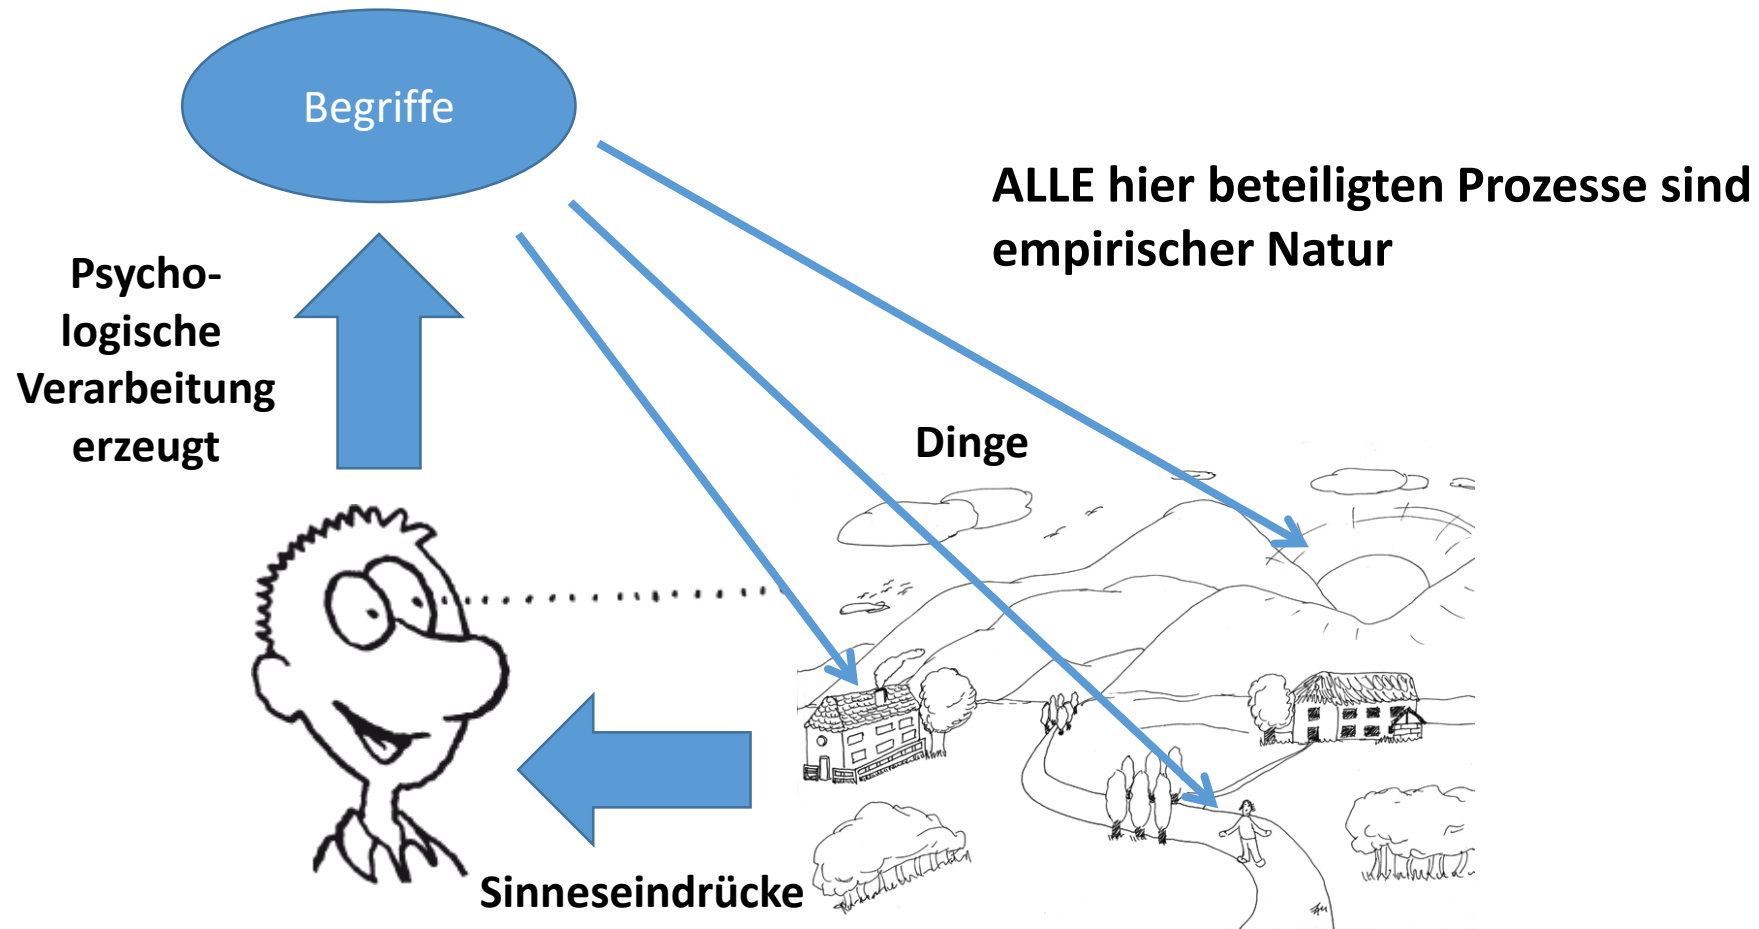 Begriffe
ALLE hier beteiligten Prozesse sind
empirischer Natur
Psycho-
logische
Verarbeitung
erzeugt
Dinge
Sinneseindrücke